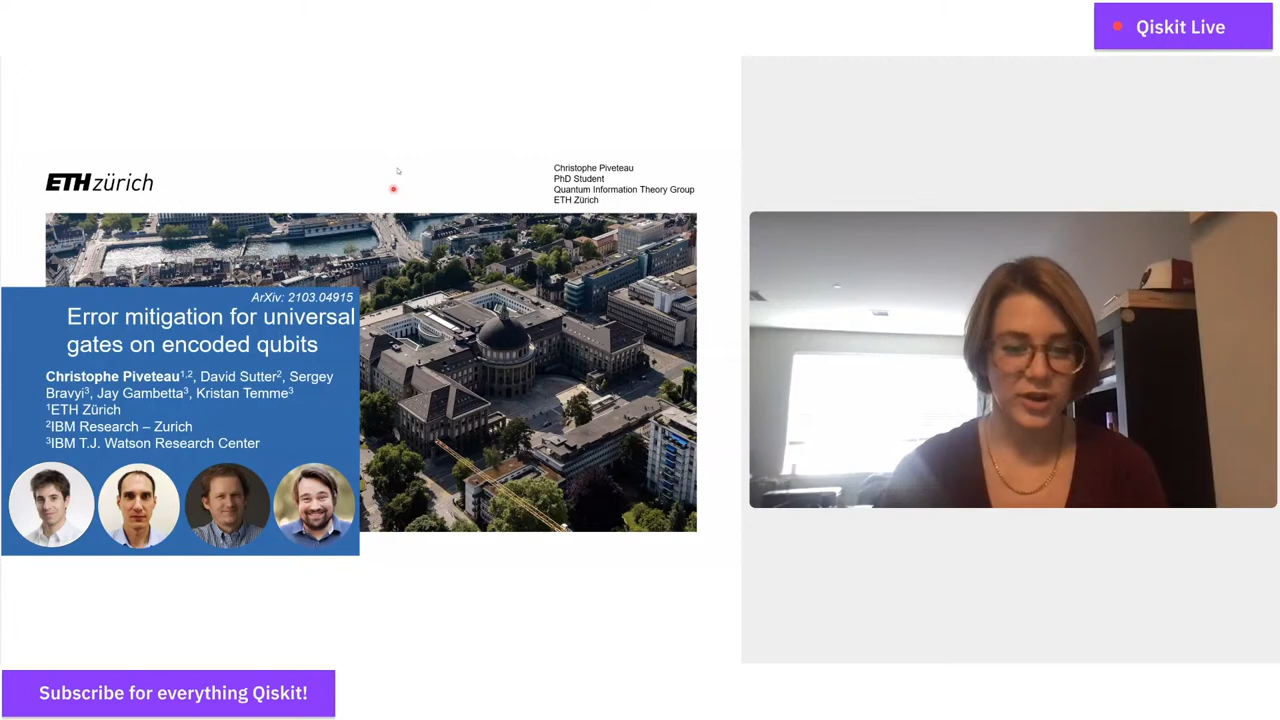 Qiskit Live
ETH zürich
Christophe Piveteau
PhD Student
Quantum Information Theory Group
ETH Zürich
ArXiv: 2103.04915
Error mitigation for universal
gates on encoded qubits
Christophe Piveteau¹,², David Sutter², Sergey
Bravyi³, Jay Gambetta³, Kristan Temme³
¹ETH Zürich
²IBM Research – Zurich
³IBM T.J. Watson Research Center
Subscribe for everything Qiskit!